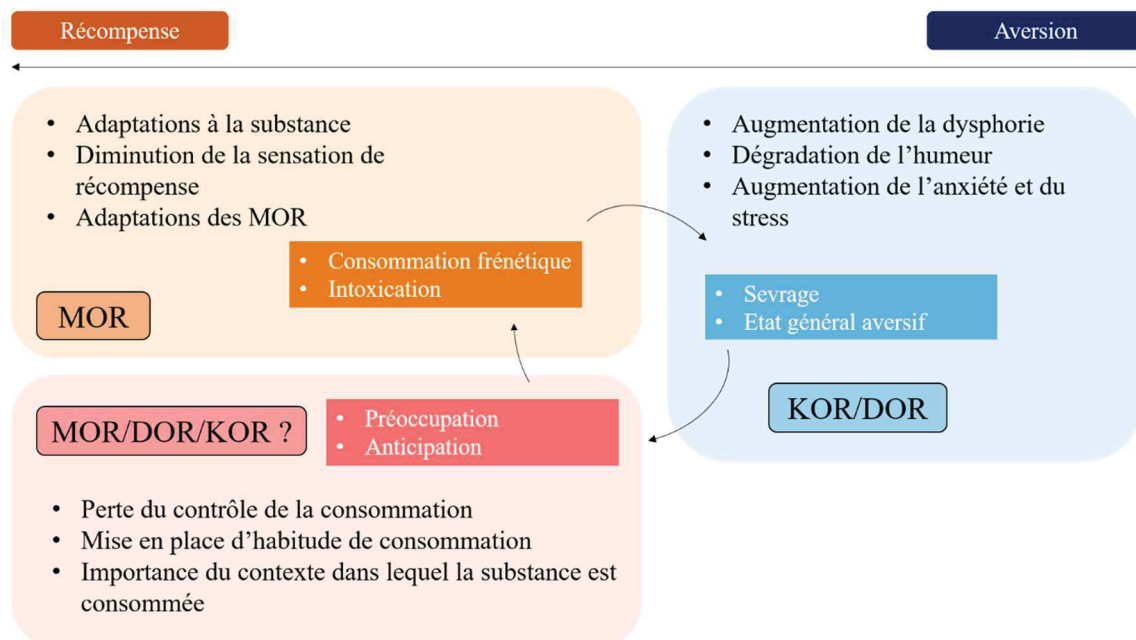 Récompense
Aversion
• Adaptations à la substance
• Diminution de la sensation de
récompense
• Adaptations des MOR
• Consommation frénétique
• Intoxication
MOR
• Augmentation de la dysphorie
• Dégradation de l’humeur
• Augmentation de l’anxiété et du
stress
• Sevrage
• Etat général aversif
KOR/DOR
MOR/DOR/KOR ?
• Préoccupation
• Anticipation
• Perte du contrôle de la consommation
• Mise en place d’habitude de consommation
• Importance du contexte dans lequel la substance est
consommée